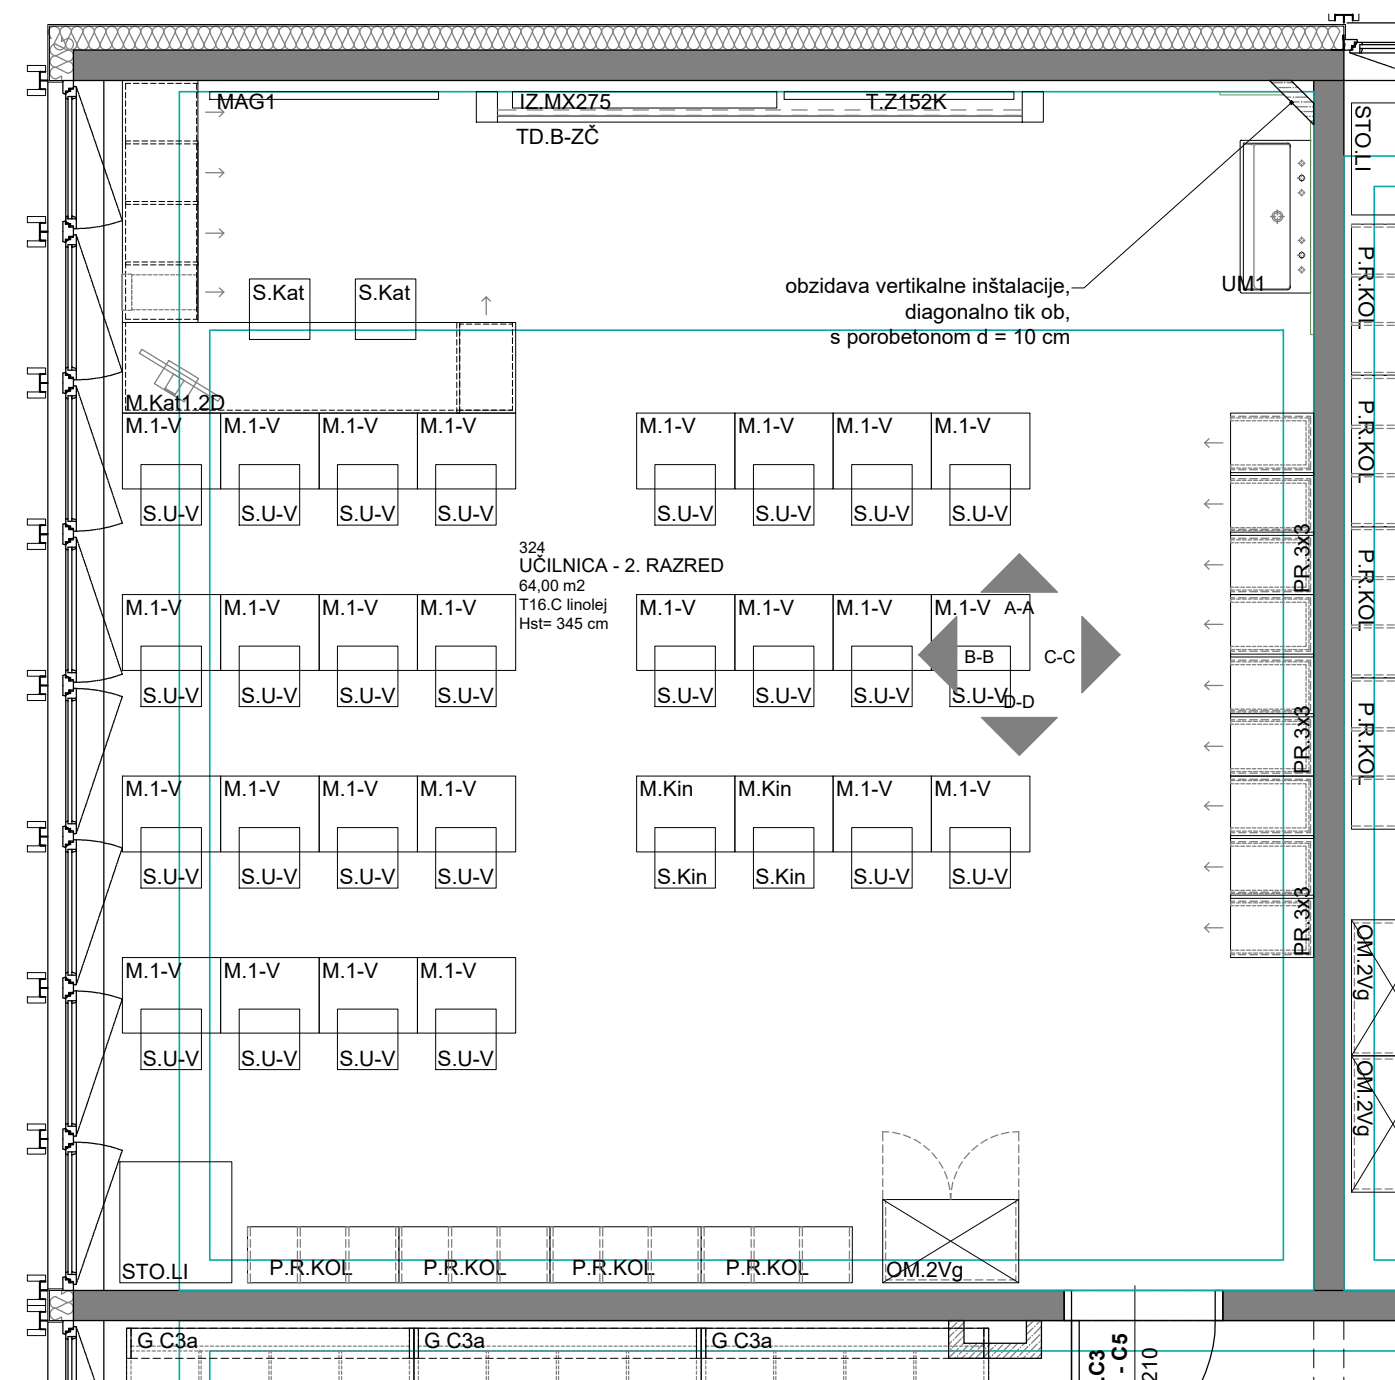 MAG1
IZ.MX275
T.Z152K
TD.B-ZČ
STO.LI
UM1
S.Kat
S.Kat
obzidava vertikalne inštalacije,
diagonalno tik ob,
s porobetonom d = 10 cm
P.R.KOL
M.Kat1.2D
M.1-V M.1-V M.1-V M.1-V M.1-V M.1-V M.1-V M.1-V
P.R.KOL
S.U-V S.U-V S.U-V S.U-V S.U-V S.U-V S.U-V S.U-V
324
UČILNICA - 2. RAZRED
64,00 m2
T16.C linolej
Hst= 345 cm
PR.3x3
P.R.KOL
M.1-V M.1-V M.1-V M.1-V M.1-V M.1-V M.1-V M.1-V
A-A
B-B
C-C
D-D
S.U-V S.U-V S.U-V S.U-V S.U-V S.U-V S.U-V S.U-V
PR.3x3
P.R.KOL
M.1-V M.1-V M.1-V M.1-V M.Kin M.Kin M.1-V M.1-V
S.U-V S.U-V S.U-V S.U-V S.Kin S.Kin S.U-V S.U-V
PR.3x3
OM.2Vg
M.1-V M.1-V M.1-V M.1-V
S.U-V S.U-V S.U-V S.U-V
OM.2Vg
STO.LI
P.R.KOL
P.R.KOL
P.R.KOL
P.R.KOL
OM.2Vg
G C3a
G C3a
G C3a
.C3
- C5
210